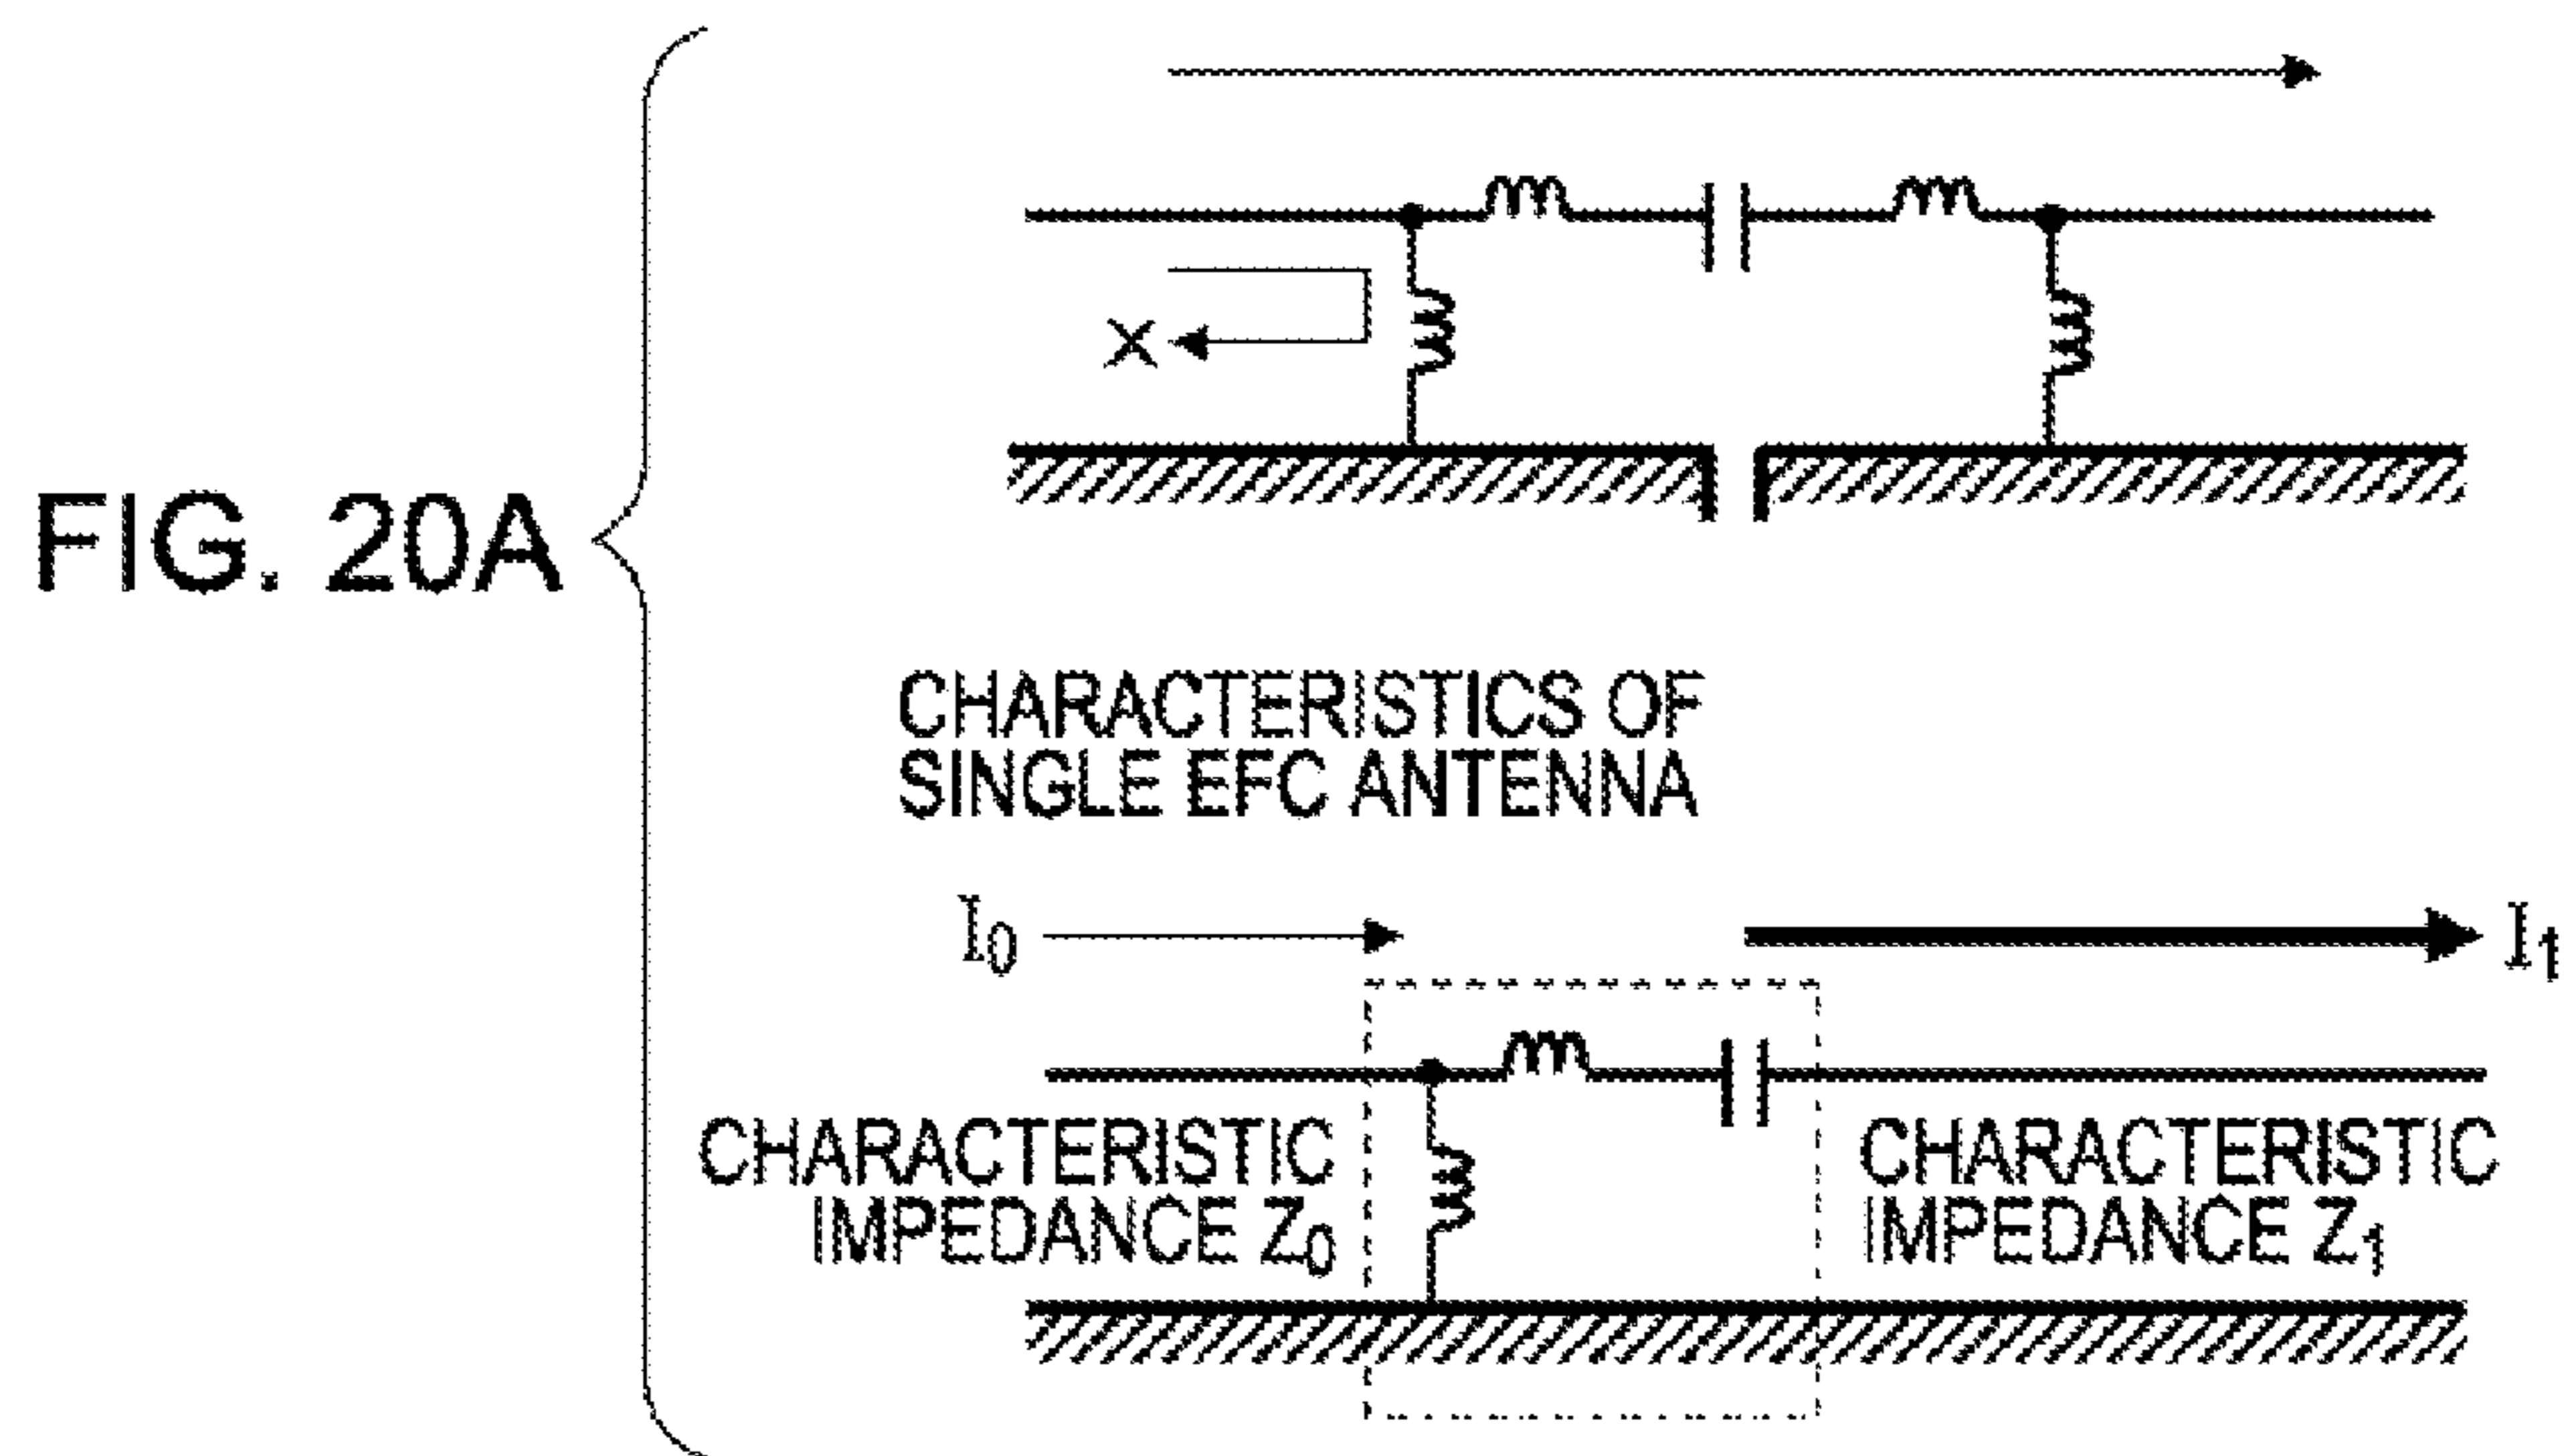 FIG. 20A
X
CHARACTERISTICS OF
SINGLE EFC ANTENNA
I0
I1
CHARACTERISTIC
IMPEDANCE Z0
CHARACTERISTIC
IMPEDANCE Z1